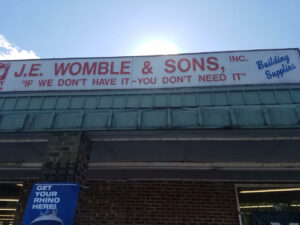 J.E. WOMBLE & SONS, INC.
"IF WE DON'T HAVE IT-YOU DON'T NEED IT"
Building
Supplies
GET
YOUR
RHINO
HERE!